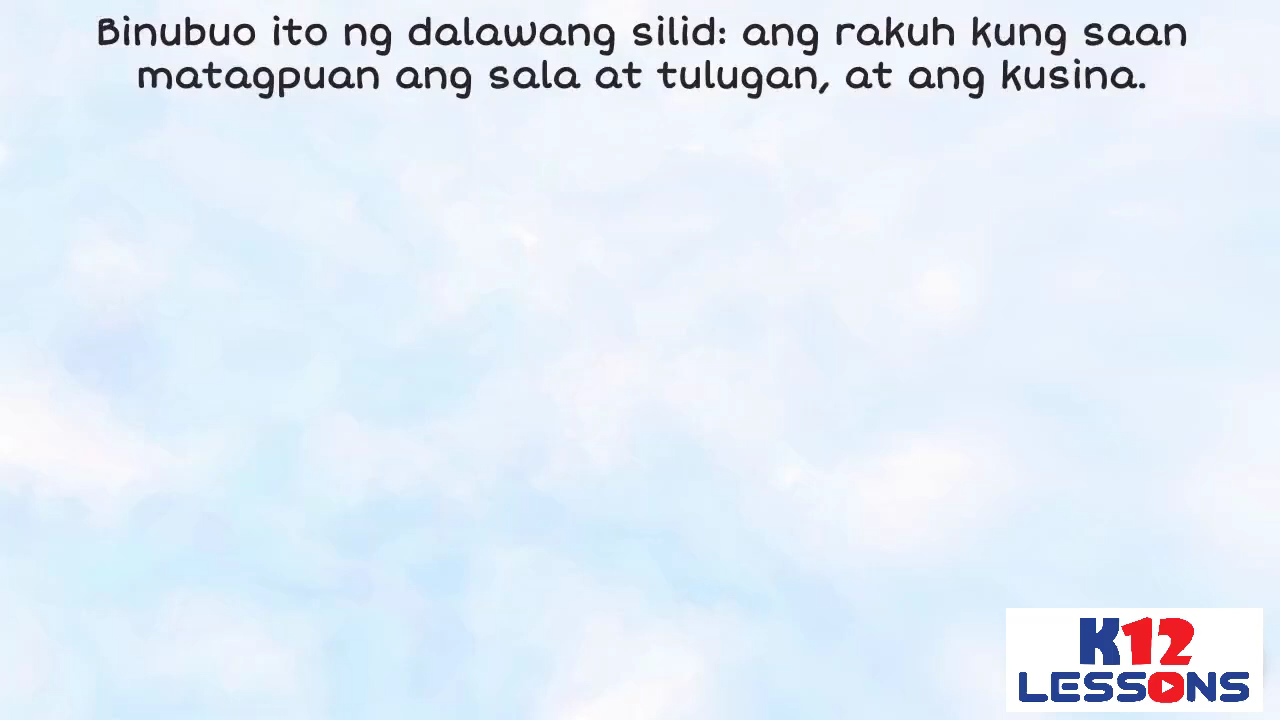 Binubuo ito ng dalawang silid: ang rakuh kung saan
matagpuan ang sala at tulugan, at ang kusina.
K12
LESSONS